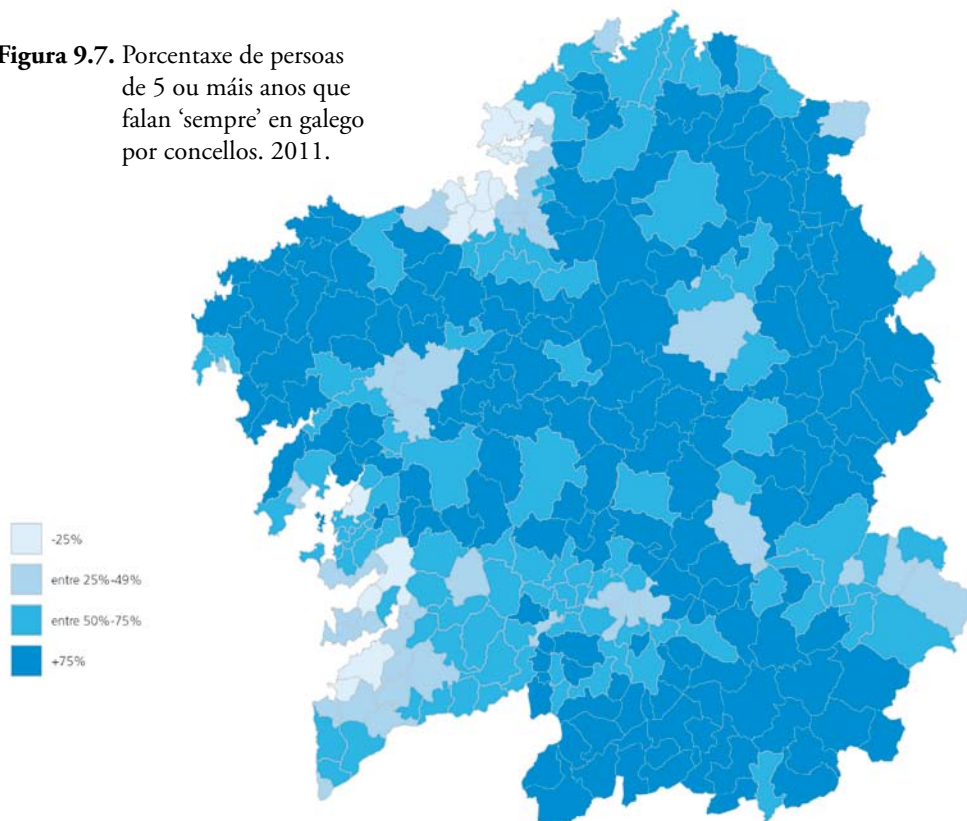 Figura 9.7. Porcentaxe de persoas
de 5 ou máis anos que
falan ‘sempre’ en galego
por concellos. 2011.
-25%
entre 25%-49%
entre 50%-75%
+75%